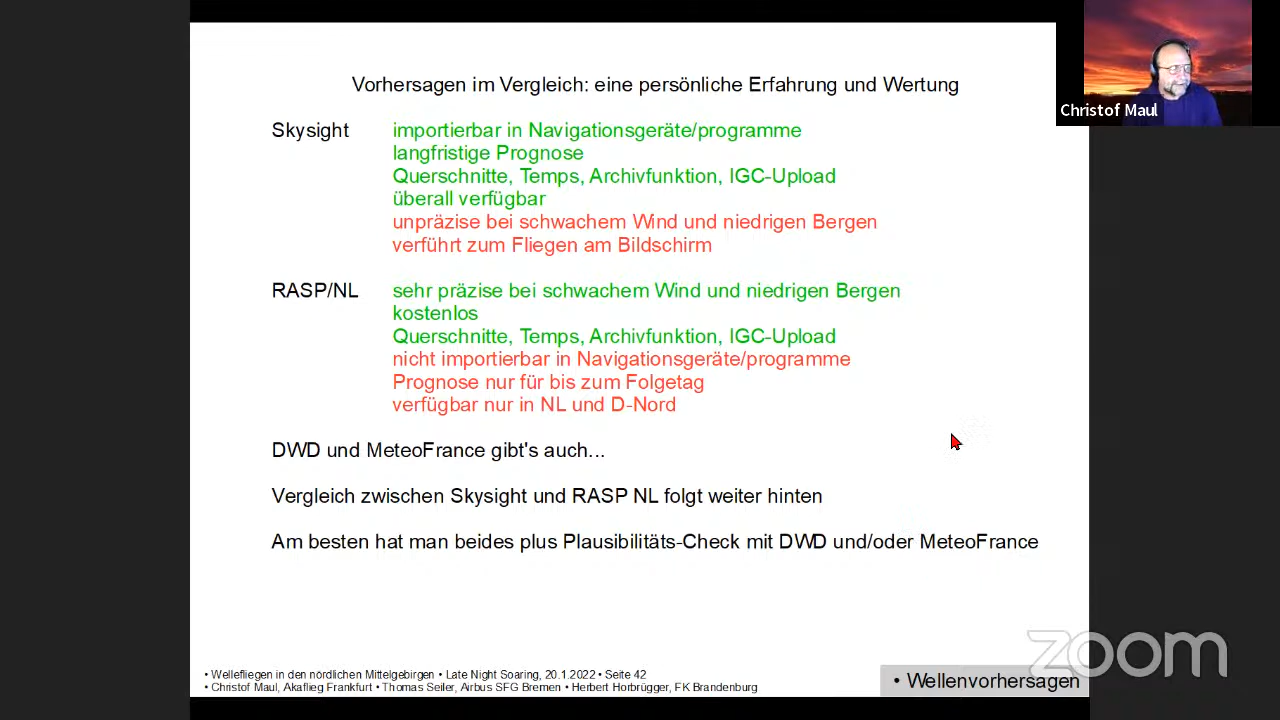 Vorhersagen im Vergleich: eine persönliche Erfahrung und Wertung
Christof Maul
Skysight importierbar in Navigationsgeräte/programme
langfristige Prognose
Querschnitte, Temps, Archivfunktion, IGC-Upload
überall verfügbar
unpräzise bei schwachem Wind und niedrigen Bergen
verführt zum Fliegen am Bildschirm
RASP/NL sehr präzise bei schwachem Wind und niedrigen Bergen
kostenlos
Querschnitte, Temps, Archivfunktion, IGC-Upload
nicht importierbar in Navigationsgeräte/programme
Prognose nur für bis zum Folgetag
verfügbar nur in NL und D-Nord
DWD und MeteoFrance gibt's auch...
Vergleich zwischen Skysight und RASP NL folgt weiter hinten
Am besten hat man beides plus Plausibilitäts-Check mit DWD und/oder MeteoFrance
zoom
• Wellefliegen in den nördlichen Mittelgebirgen • Late Night Soaring, 20.1.2022 • Seite 42
• Christof Maul, Akaflieg Frankfurt • Thomas Seiler, Airbus SFG Bremen • Herbert Horbrügger, FK Brandenburg
• Wellenvorhersagen